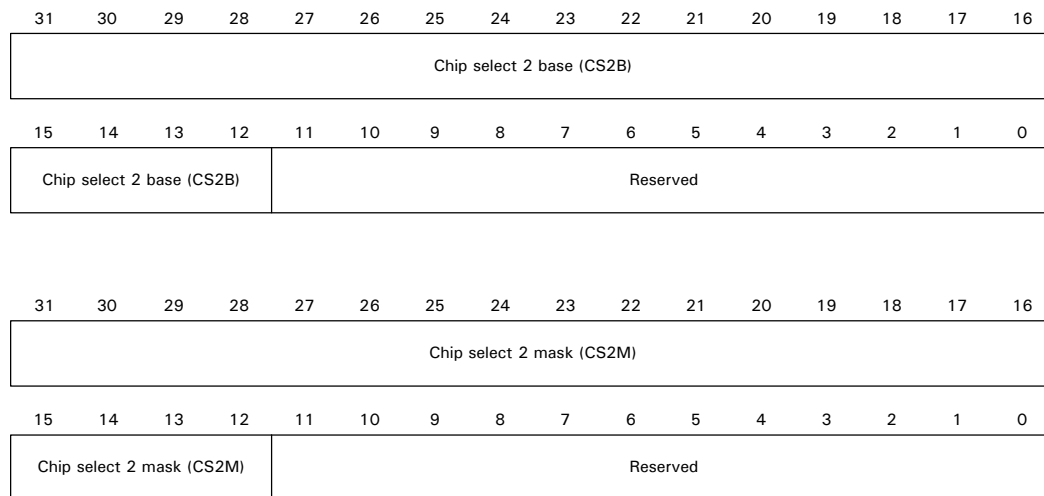 31 30 29 28 27 26 25 24 23 22 21 20 19 18 17 16
Chip select 2 base (CS2B)
15 14 13 12 11 10 9 8 7 6 5 4 3 2 1 0
Chip select 2 base (CS2B) Reserved
31 30 29 28 27 26 25 24 23 22 21 20 19 18 17 16
Chip select 2 mask (CS2M)
15 14 13 12 11 10 9 8 7 6 5 4 3 2 1 0
Chip select 2 mask (CS2M) Reserved